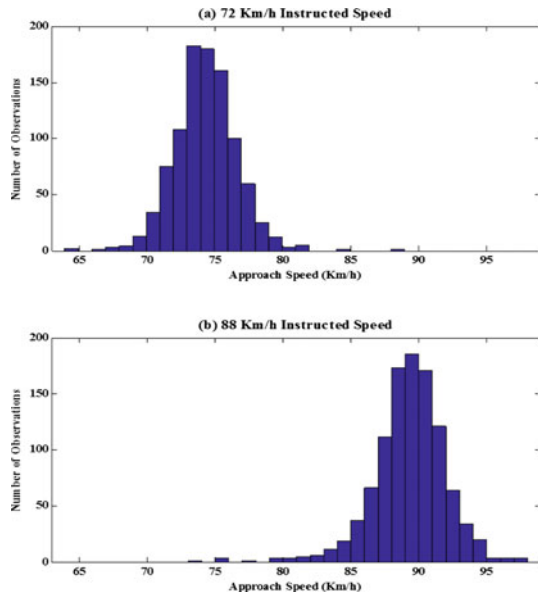 (a) 72 Km/h Instructed Speed
200
150
100
50
0
Number of Observations
65 70 75 80 85 90 95
Approach Speed (Km/h)
(b) 88 Km/h Instructed Speed
200
150
100
50
0
Number of Observations
65 70 75 80 85 90 95
Approach Speed (Km/h)